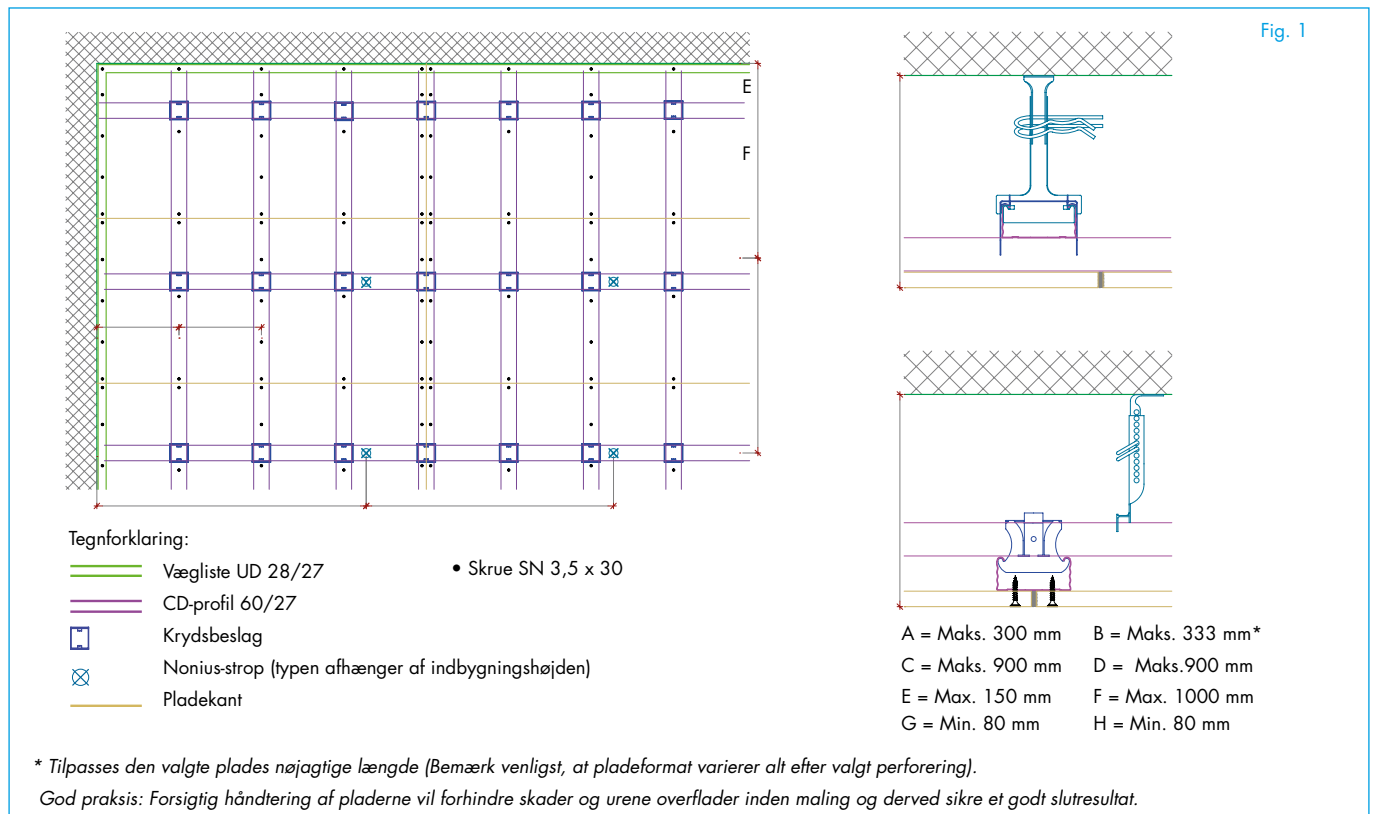 Fig. 1
E
F
Tegnforklaring:
Vægliste UD 28/27
• Skrue SN 3,5 x 30
CD-profil 60/27
Krydsbeslag
Nonius-strop (typen afhænger af indbygningshøjden)
Pladekant
A = Maks. 300 mm B = Maks. 333 mm*
C = Maks. 900 mm D = Maks.900 mm
E = Max. 150 mm F = Max. 1000 mm
G = Min. 80 mm H = Min. 80 mm
* Tilpasses den valgte plades nøjagtige længde (Bemærk venligst, at pladeformat varierer alt efter valgt perforering).
God praksis: Forsigtig håndtering af pladerne vil forhindre skader og urene overflader inden maling og derved sikre et godt slutresultat.